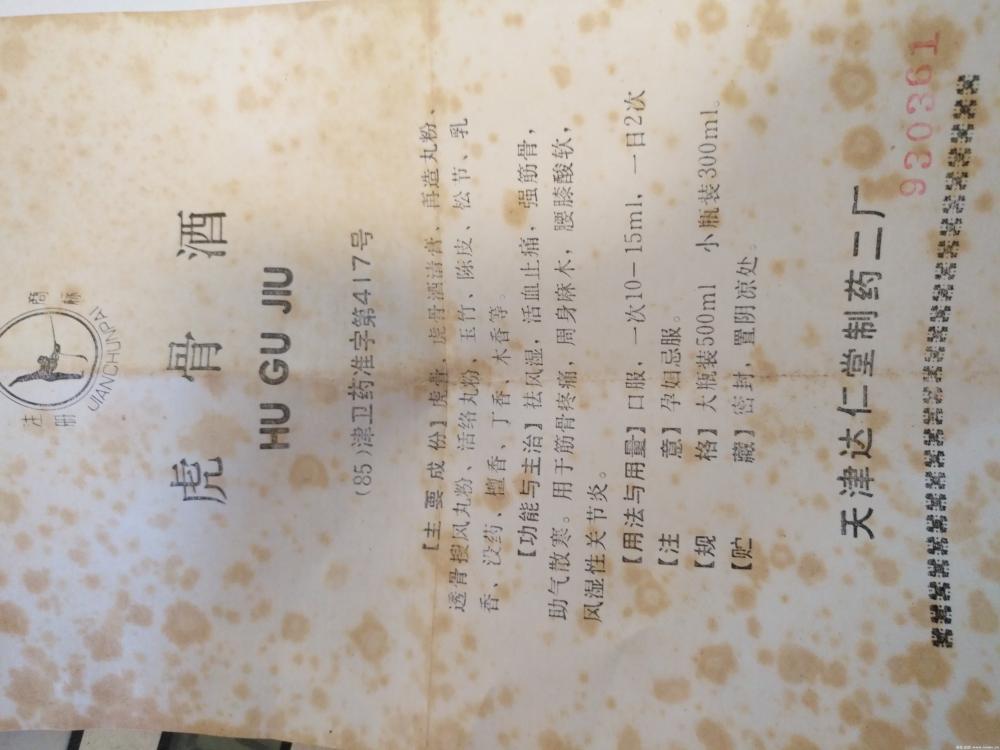 注册 商标
JIANCHUNPAI
虎骨酒
HU GU JIU
(85)津卫药准字第417号
【主要成份】虎骨、虎骨酒清膏、再造丸粉、
透骨搜风丸粉、活络丸粉、玉竹、陈皮、松节、乳
香、没药、檀香、丁香、木香等。
【功能与主治】祛风湿，活血止痛，强筋骨，
助气散寒。用于筋骨疼痛，周身麻木，腰膝酸软，
风湿性关节炎。
【用法与用量】口服，一次10－15ml，一日2次
【注 意】孕妇忌服。
【规 格】大瓶装500ml 小瓶装300ml。
【贮 藏】密封，置阴凉处。
天津达仁堂制药二厂
930361